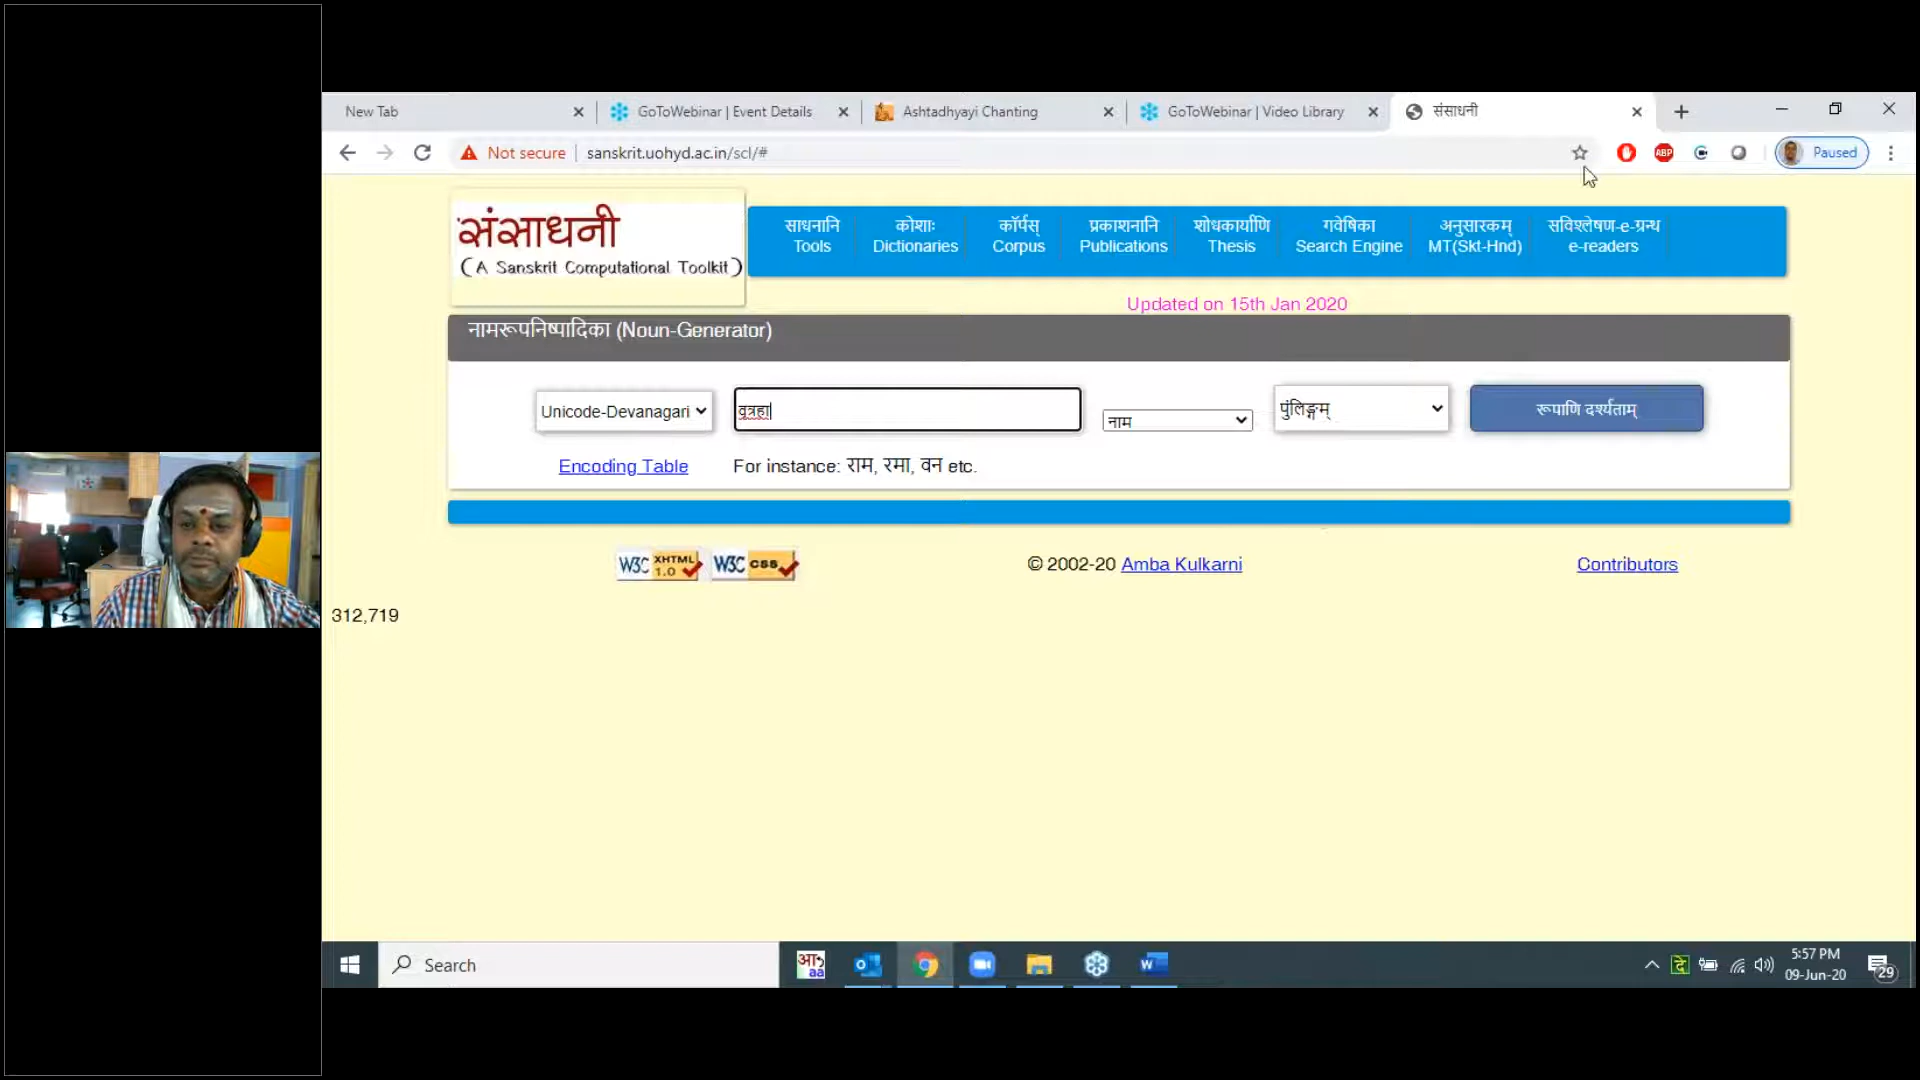 New Tab
GoToWebinar | Event Details
Ashtadhyayi Chanting
GoToWebinar | Video Library
संसाधनी
Not secure
sanskrit.uohyd.ac.in/scl/#
ABP
Paused
संसाधनी
(A Sanskrit Computational Toolkit)
साधनानि कोशाः कॉर्पस् प्रकाशनानि शोधकार्याणि गवेषिका अनुसारकम् सविश्लेषण-e-ग्रन्थ
Tools Dictionaries Corpus Publications Thesis Search Engine MT(Skt-Hnd) e-readers
Updated on 15th Jan 2020
नामरूपनिष्पादिका (Noun-Generator)
Unicode-Devanagari
वृत्रहा
नाम
पुंलिङ्गम्
रूपाणि दर्श्यताम्
Encoding Table
For instance: राम, रमा, वन etc.
W3C XHTML 1.0
W3C css
© 2002-20 Amba Kulkarni
Contributors
312,719
Search
5:57 PM
09-Jun-20
29